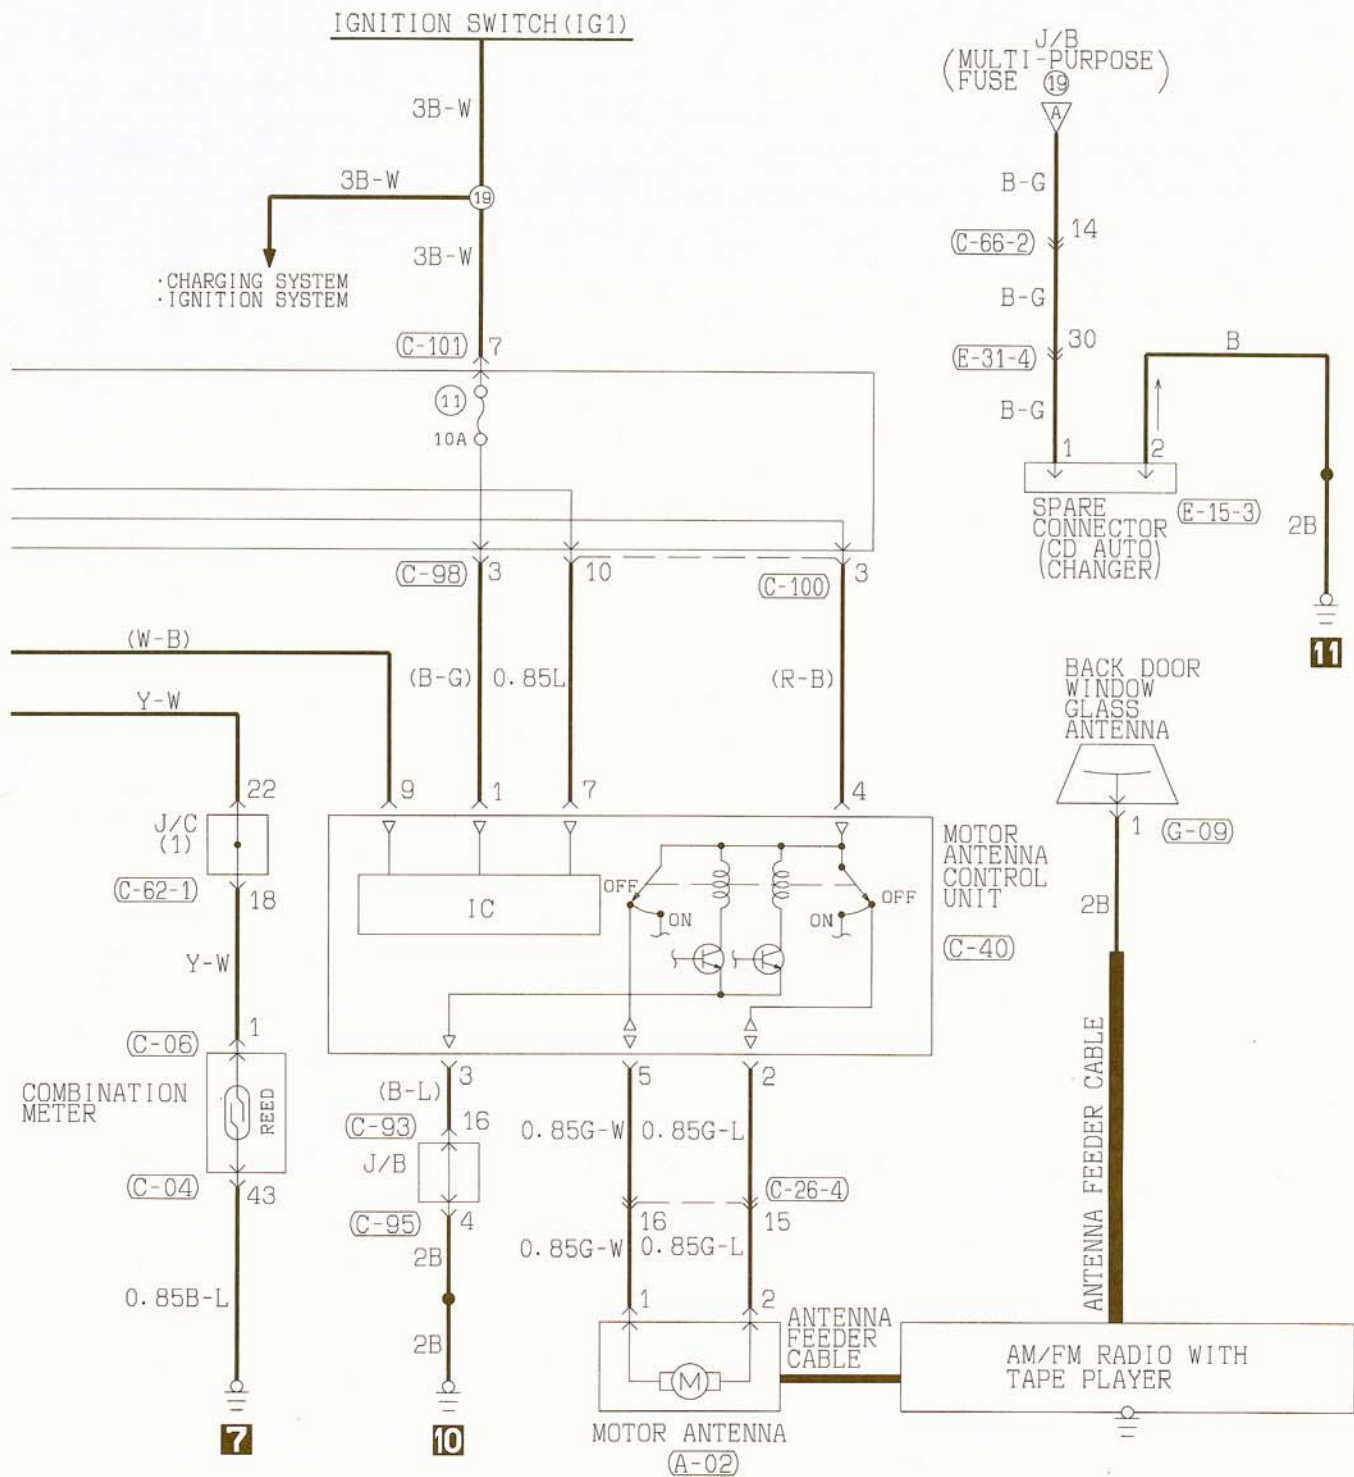 IGNITION SWITCH(IG1)
J/B
(MULTI-PURPOSE)
FUSE 19
A
3B-W
3B-W
19
B-G
C-66-2
14
3B-W
·CHARGING SYSTEM
·IGNITION SYSTEM
B-G
C-101
7
E-31-4
30
B
11
10A
B-G
1
2
SPARE
CONNECTOR
(CD AUTO)
(CHANGER)
E-15-3
2B
C-98
3
10
C-100
3
11
(W-B)
(B-G)
0.85L
(R-B)
Y-W
BACK DOOR
WINDOW
GLASS
ANTENNA
22
9
1
7
4
J/C
(1)
1
G-09
MOTOR
ANTENNA
CONTROL
UNIT
C-62-1
18
IC
OFF
ON
ON
OFF
2B
C-40
Y-W
C-06
1
COMBINATION
METER
REED
3
5
2
(B-L)
C-93
16
0.85G-W
0.85G-L
ANTENNA FEEDER CABLE
J/B
C-04
43
C-26-4
C-95
4
16
15
2B
0.85G-W
0.85G-L
0.85B-L
1
2
2B
ANTENNA
FEEDER
CABLE
M
AM/FM RADIO WITH
TAPE PLAYER
7
10
MOTOR ANTENNA
A-02